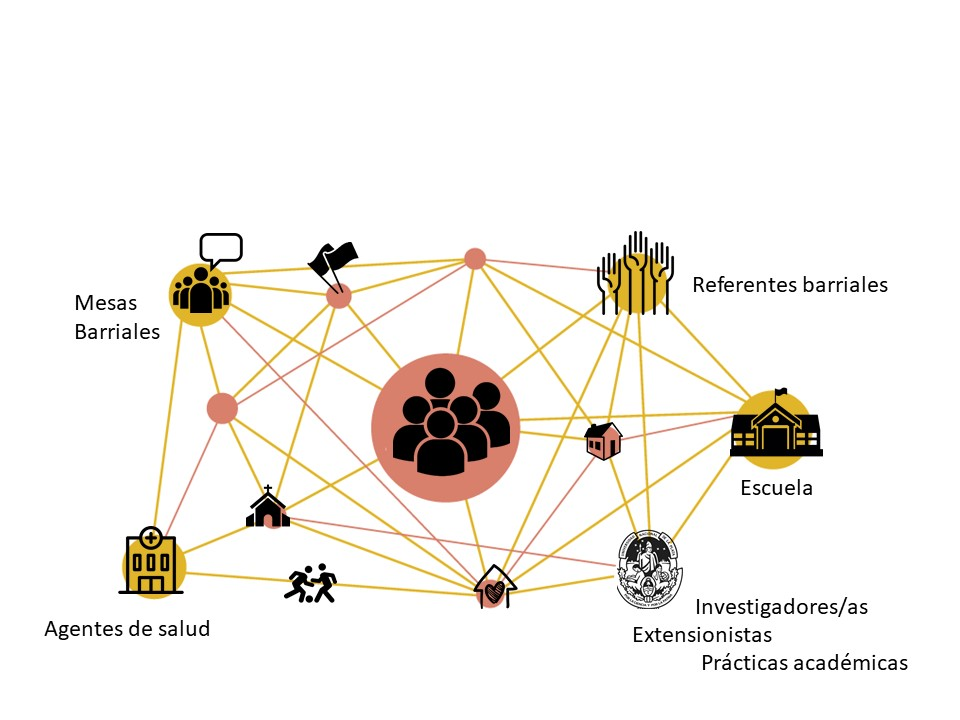 Mesas
Barriales
Referentes barriales
Escuela
Agentes de salud
Investigadores/as
Extensionistas
Prácticas académicas